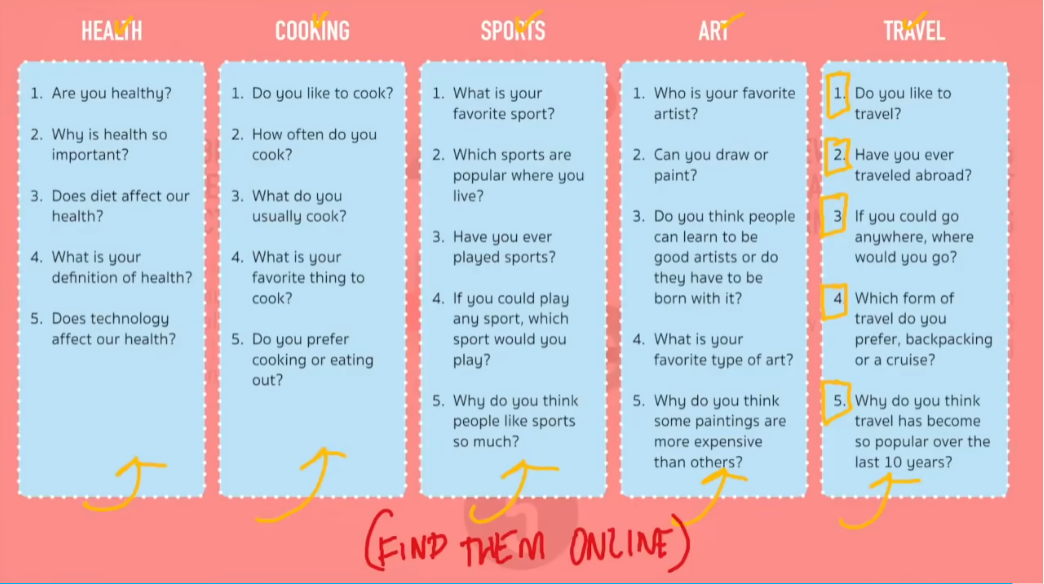 HEALTH
1. Are you healthy?
2. Why is health so
important?
3. Does diet affect our
health?
4. What is your
definition of health?
5. Does technology
affect our health?
COOKING
1. Do you like to cook?
2. How often do you
cook?
3. What do you
usually cook?
4. What is your
favorite thing to
cook?
5. Do you prefer
cooking or eating
out?
SPORTS
1. What is your
favorite sport?
2. Which sports are
popular where you
live?
3. Have you ever
played sports?
4. If you could play
any sport, which
sport would you
play?
5. Why do you think
people like sports
so much?
ART
1. Who is your favorite
artist?
2. Can you draw or
paint?
3. Do you think people
can learn to be
good artists or do
they have to be
born with it?
4. What is your
favorite type of art?
5. Why do you think
some paintings are
more expensive
than others?
TRAVEL
1. Do you like to
travel?
2. Have you ever
traveled abroad?
3 If you could go
anywhere, where
would you go?
4 Which form of
travel do you
prefer, backpacking
or a cruise?
5. Why do you think
travel has become
so popular over the
last 10 years?
(FIND THEM ONLINE)